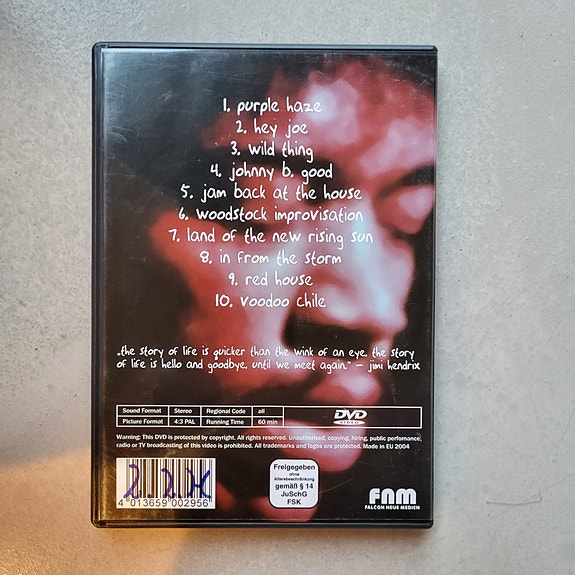 1. purple haze
2. hey joe
3. wild thing
4. johnny b. good
5. jam back at the house
6. woodstock improvisation
7. land of the new rising sun
8. in from the storm
9. red house
10. voodoo chile
„the story of life is quicker than the wink of an eye. the story
of life is hello and goodbye. until we meet again." – jimi hendrix
Sound Format Stereo Regional Code all
Picture Format 4:3 PAL Running Time 60 min
DVD
VIDEO
Warning: This DVD is protected by copyright. All rights reserved. Unauthorised, copying, hiring, public perfomance,
radio or TV broadcasting of this video is prohibited. All trademarks and logos are protected. Made in EU 2004
4 013659 002956
Freigegeben
ohne
Altersbeschränkung
gemäß § 14
JuSchG
FSK
FNM
FALCON NEUE MEDIEN